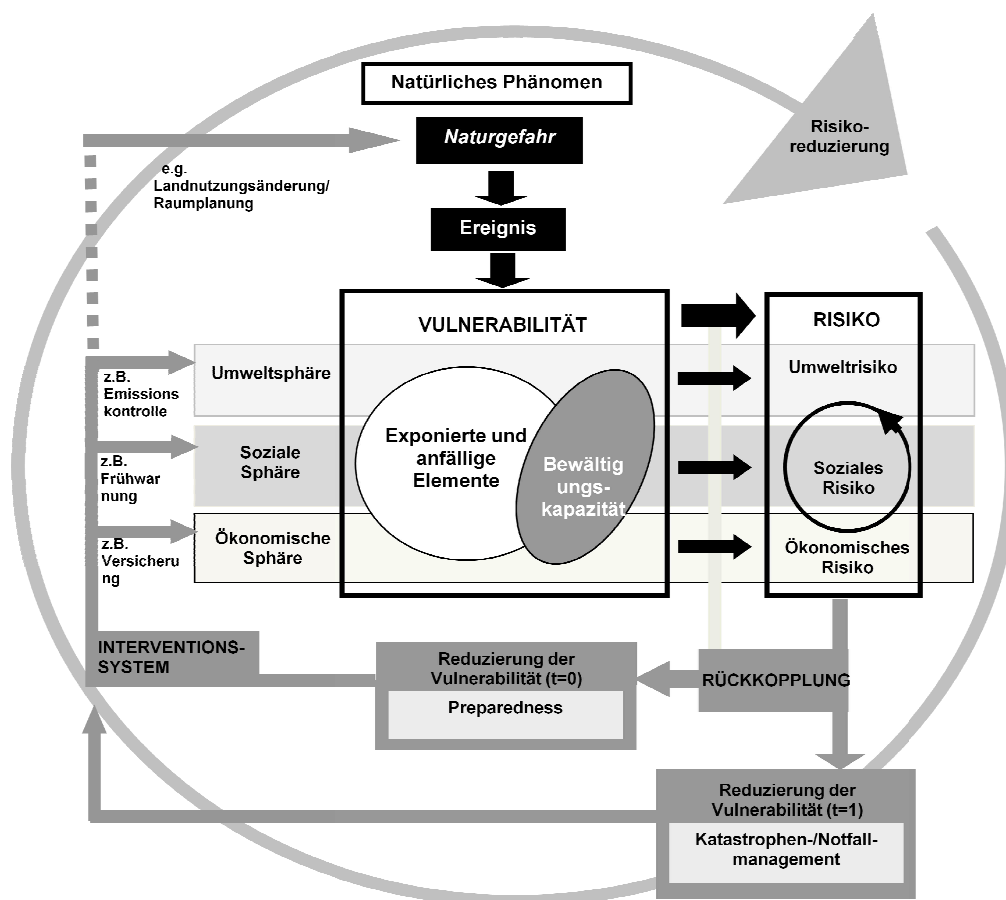 Natürliches Phänomen
Naturgefahr
Risiko-
reduzierung
e.g.
Landnutzungsänderung/
Raumplanung
Ereignis
VULNERABILITÄT
RISIKO
z.B.
Emissions
kontrolle
Umweltsphäre
Umweltrisiko
z.B.
Frühwar
nung
Soziale
Sphäre
Exponierte und
anfällige
Elemente
Bewältig
ungs-
kapazität
Soziales
Risiko
z.B.
Versicheru
ng
Ökonomische
Sphäre
Ökonomisches
Risiko
INTERVENTIONS-
SYSTEM
Reduzierung der
Vulnerabilität (t=0)
Preparedness
RÜCKKOPPLUNG
Reduzierung der
Vulnerabilität (t=1)
Katastrophen-/Notfall-
management